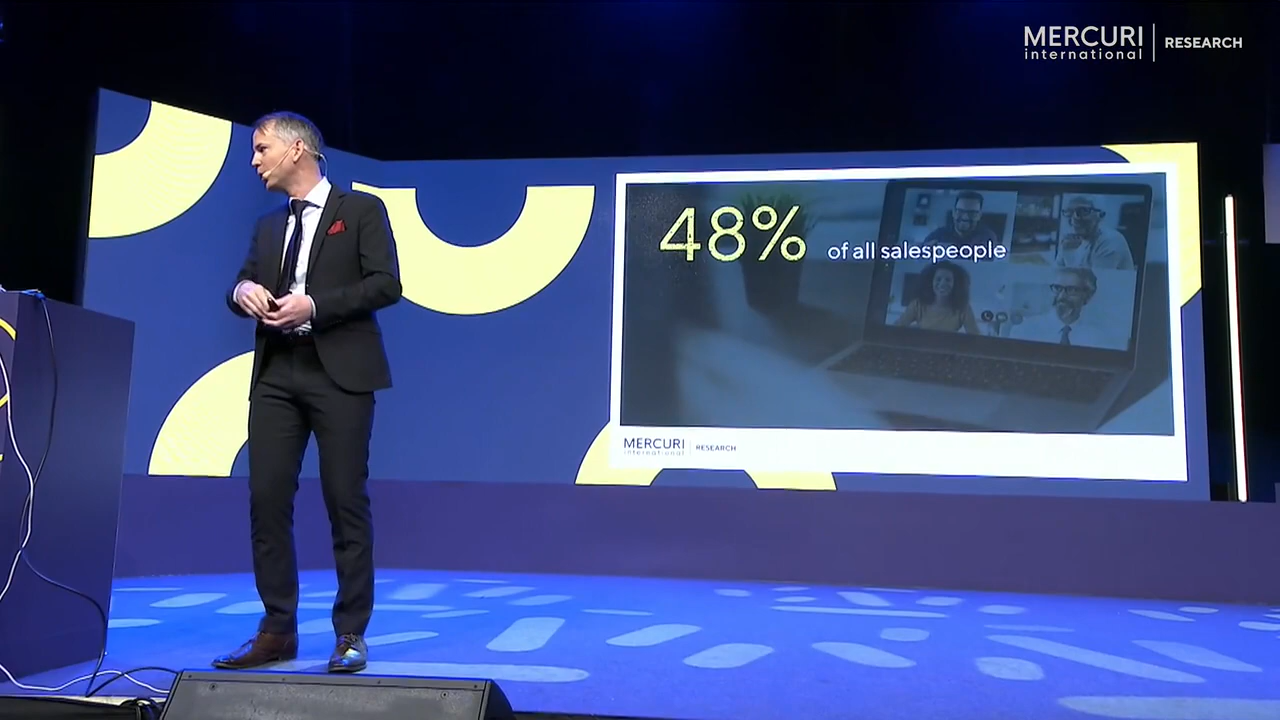 MERCURI
international
RESEARCH
48% of all salespeople
MERCURI
international
RESEARCH